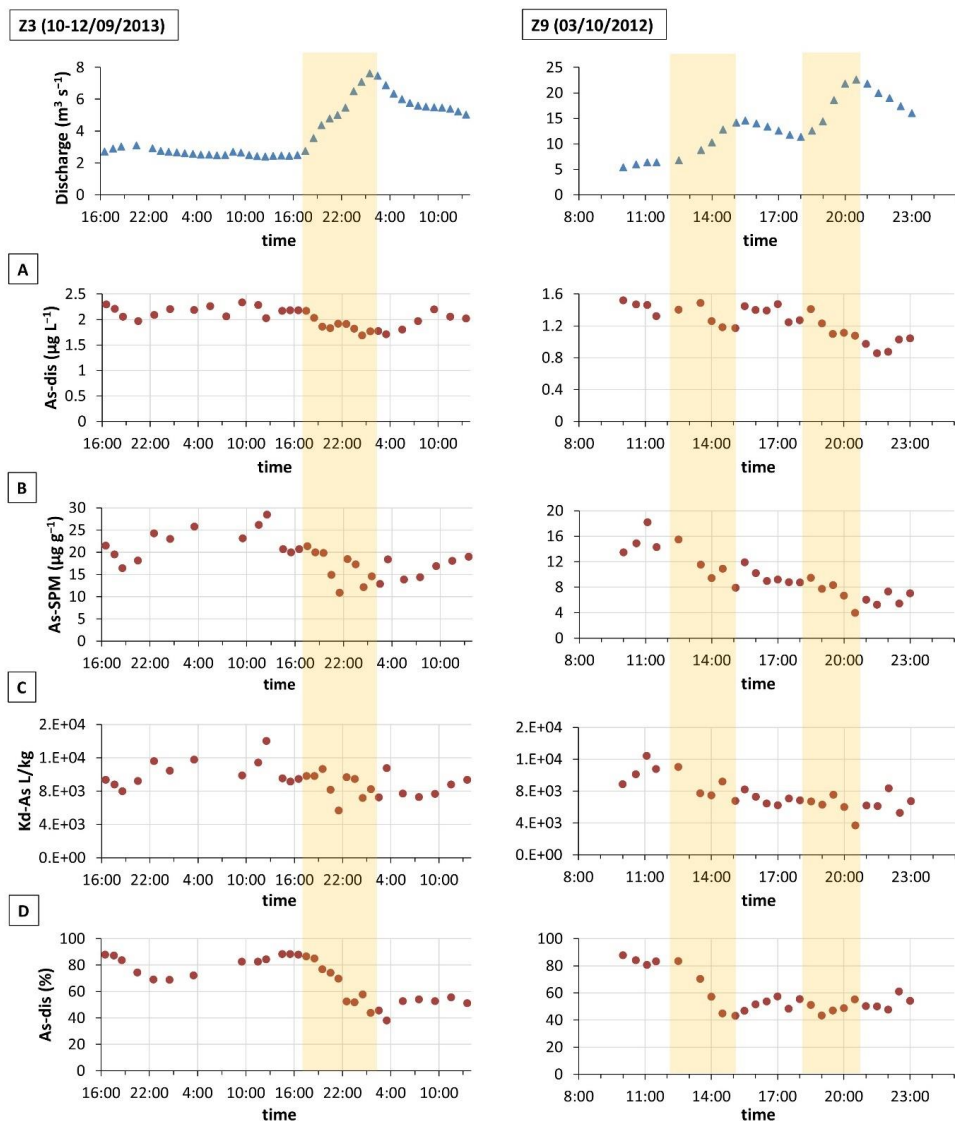 Z3 (10-12/09/2013)
Z9 (03/10/2012)
Discharge (m³ s⁻¹)
8
6
4
2
0
16:00 22:00 4:00 10:00 16:00 22:00 4:00 10:00
time
25
20
15
10
5
0
8:00 11:00 14:00 17:00 20:00 23:00
time
A
As-dis (µg L⁻¹)
2.5
2
1.5
1
0.5
0
16:00 22:00 4:00 10:00 16:00 22:00 4:00 10:00
time
1.6
1.2
0.8
0.4
0
8:00 11:00 14:00 17:00 20:00 23:00
time
B
As-SPM (µg g⁻¹)
30
25
20
15
10
5
0
16:00 22:00 4:00 10:00 16:00 22:00 4:00 10:00
time
20
16
12
8
4
0
8:00 11:00 14:00 17:00 20:00 23:00
time
C
Kd-As L/kg
2.E+04
1.E+04
8.E+03
4.E+03
0.E+00
16:00 22:00 4:00 10:00 16:00 22:00 4:00 10:00
time
2.E+04
1.E+04
8.E+03
4.E+03
0.E+00
8:00 11:00 14:00 17:00 20:00 23:00
time
D
As-dis (%)
100
80
60
40
20
0
16:00 22:00 4:00 10:00 16:00 22:00 4:00 10:00
time
100
80
60
40
20
0
8:00 11:00 14:00 17:00 20:00 23:00
time